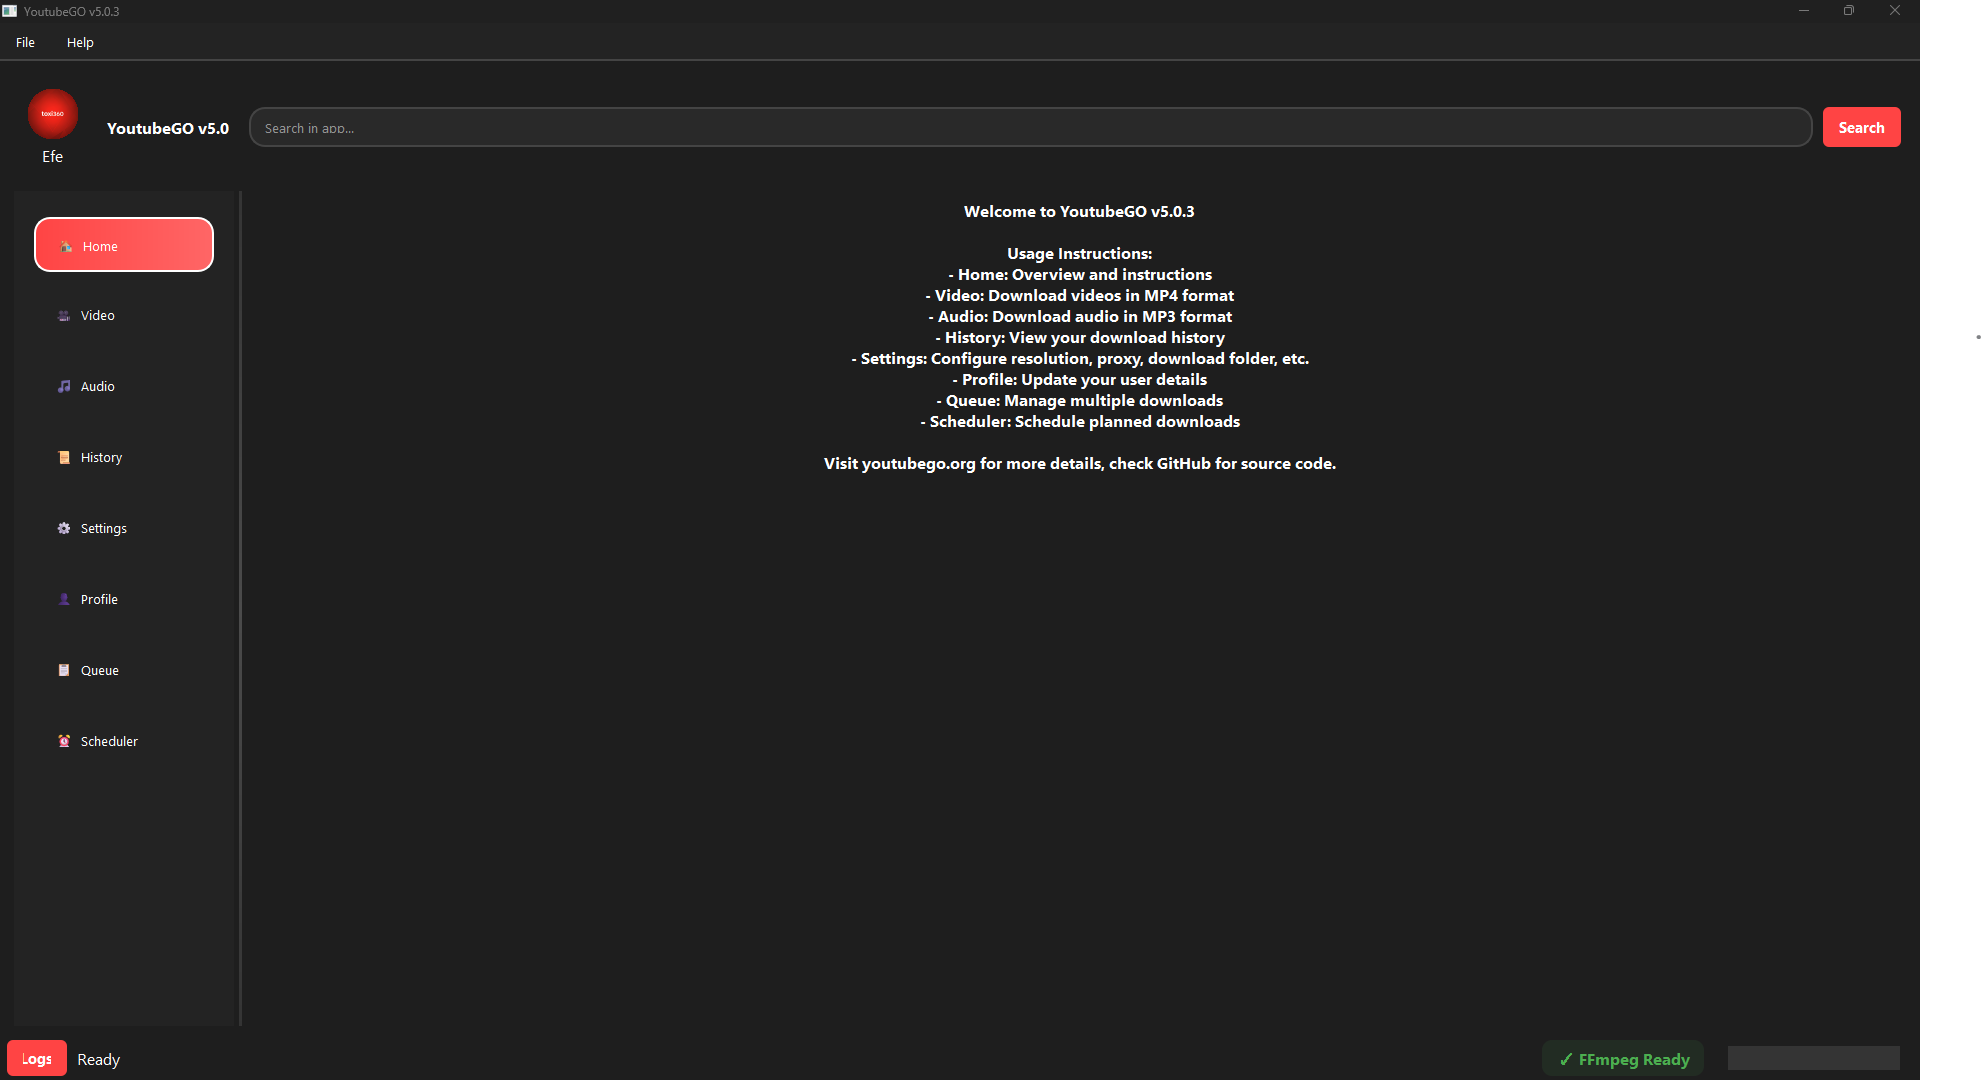 YoutubeGO v5.0.3
File Help
toxi360
Efe
YoutubeGO v5.0
Search in app...
Search
Home
Video
Audio
History
Settings
Profile
Queue
Scheduler
Welcome to YoutubeGO v5.0.3
Usage Instructions:
- Home: Overview and instructions
- Video: Download videos in MP4 format
- Audio: Download audio in MP3 format
- History: View your download history
- Settings: Configure resolution, proxy, download folder, etc.
- Profile: Update your user details
- Queue: Manage multiple downloads
- Scheduler: Schedule planned downloads
Visit youtubego.org for more details, check GitHub for source code.
Logs
Ready
✓ FFmpeg Ready